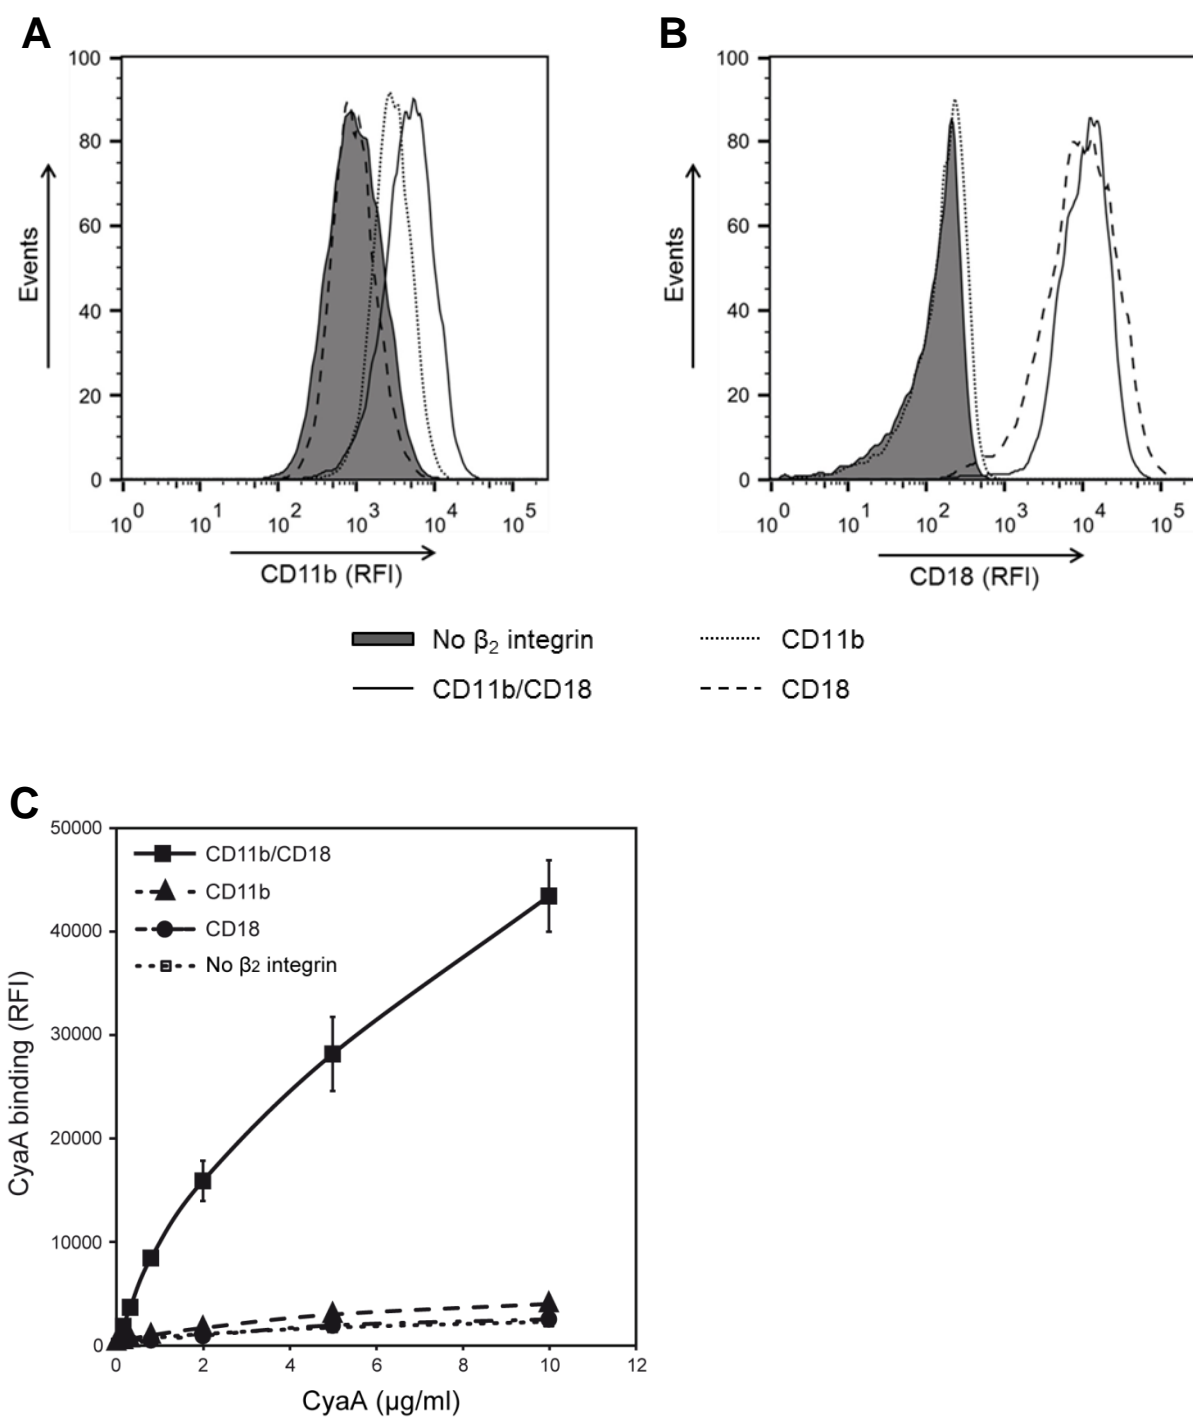 A
100
80
60
40
20
0
Events
10^0 10^1 10^2 10^3 10^4 10^5
CD11b (RFI)
B
100
80
60
40
20
0
Events
10^0 10^1 10^2 10^3 10^4 10^5
CD18 (RFI)
No β₂ integrin
CD11b
CD11b/CD18
CD18
C
50000
40000
30000
20000
10000
0
CyaA binding (RFI)
CD11b/CD18
CD11b
CD18
No β2 integrin
0 2 4 6 8 10 12
CyaA (µg/ml)